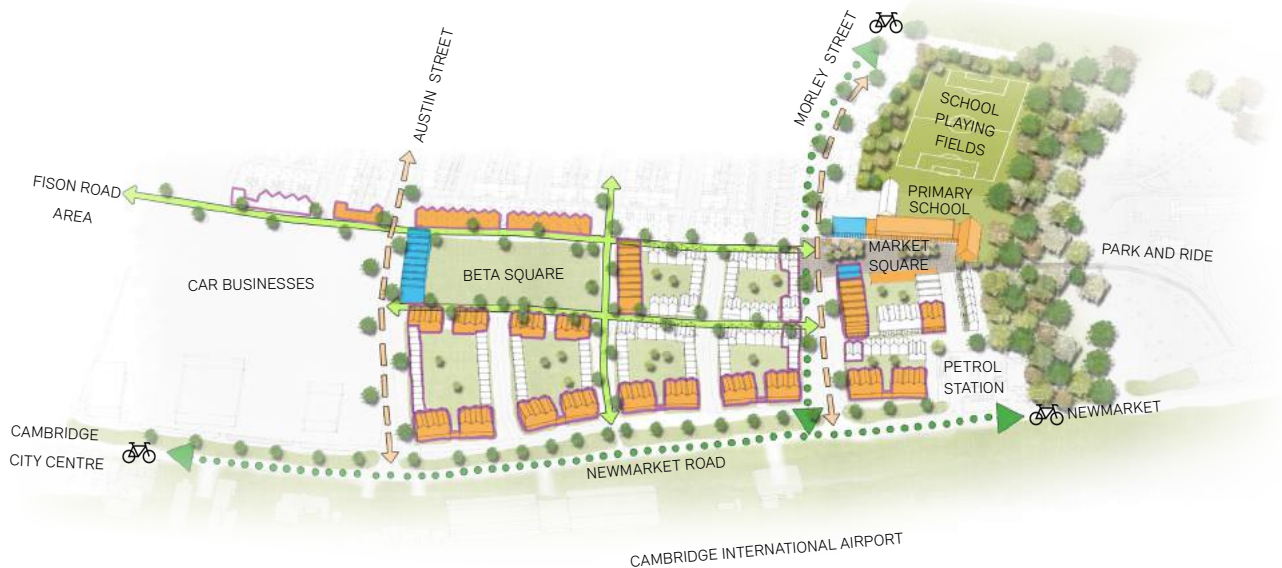 AUSTIN STREET
MORLEY STREET
SCHOOL
PLAYING
FIELDS
FISON ROAD
AREA
PRIMARY
SCHOOL
MARKET
SQUARE
PARK AND RIDE
CAR BUSINESSES
BETA SQUARE
PETROL
STATION
NEWMARKET
CAMBRIDGE
CITY CENTRE
NEWMARKET ROAD
CAMBRIDGE INTERNATIONAL AIRPORT